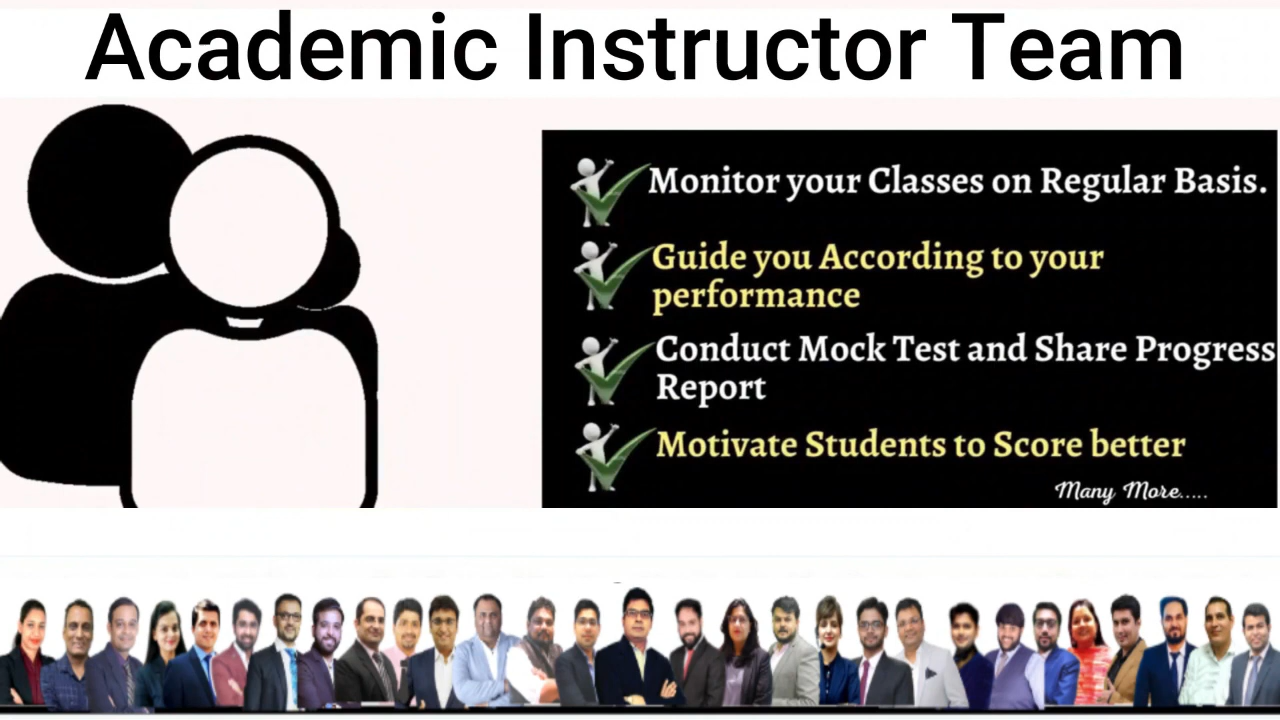 Academic Instructor Team
Monitor your Classes on Regular Basis.
Guide you According to your
performance
Conduct Mock Test and Share Progress
Report
Motivate Students to Score better
Many More.....